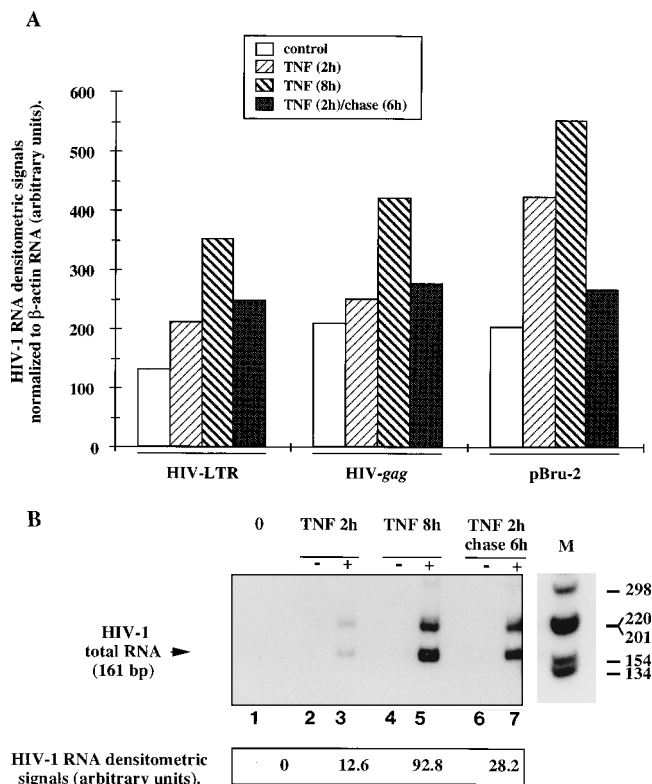 A
control
TNF (2h)
TNF (8h)
TNF (2h)/chase (6h)
HIV-1 RNA densitometric signals
normalized to β-actin RNA (arbitrary units).
600
500
400
300
200
100
0
HIV-LTR
HIV-gag
pBru-2
B
0
TNF 2h
TNF 8h
TNF 2h
chase 6h
M
- + - + - +
HIV-1
total RNA
(161 bp)
298
220
201
154
134
1 2 3 4 5 6 7
HIV-1 RNA densitometric
signals (arbitrary units).
0 12.6 92.8 28.2